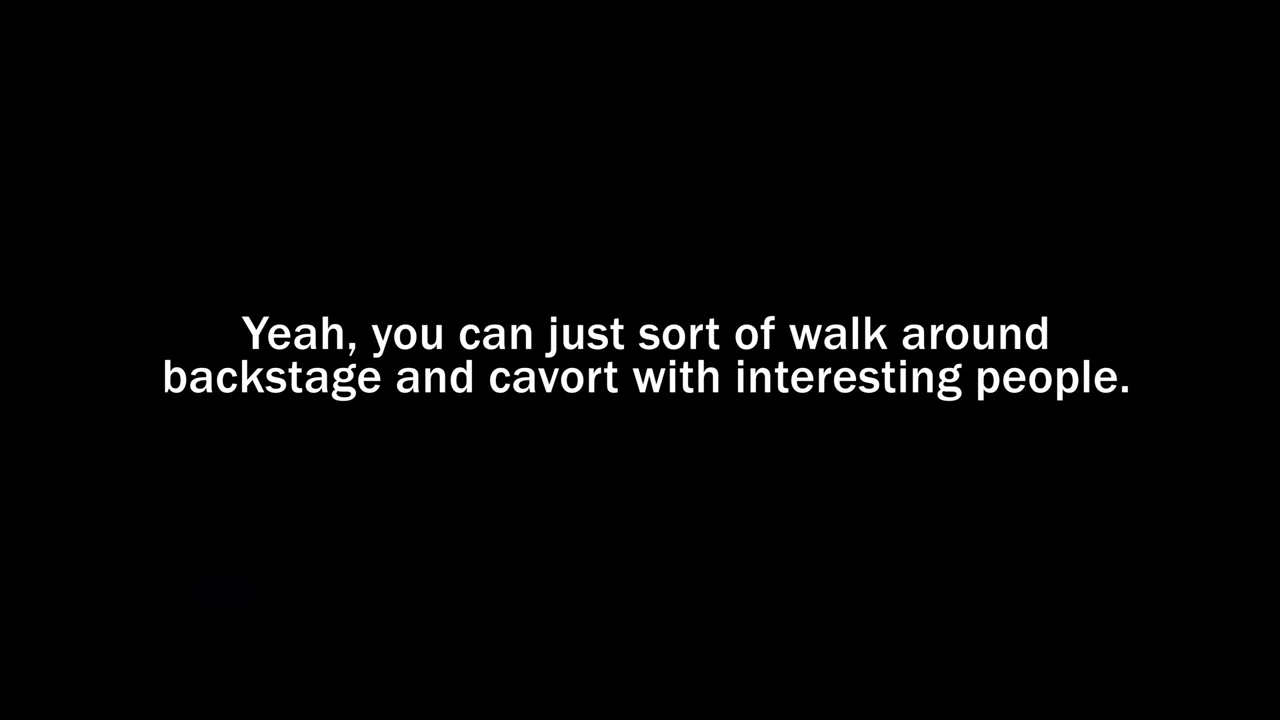 Yeah, you can just sort of walk around
backstage and cavort with interesting people.